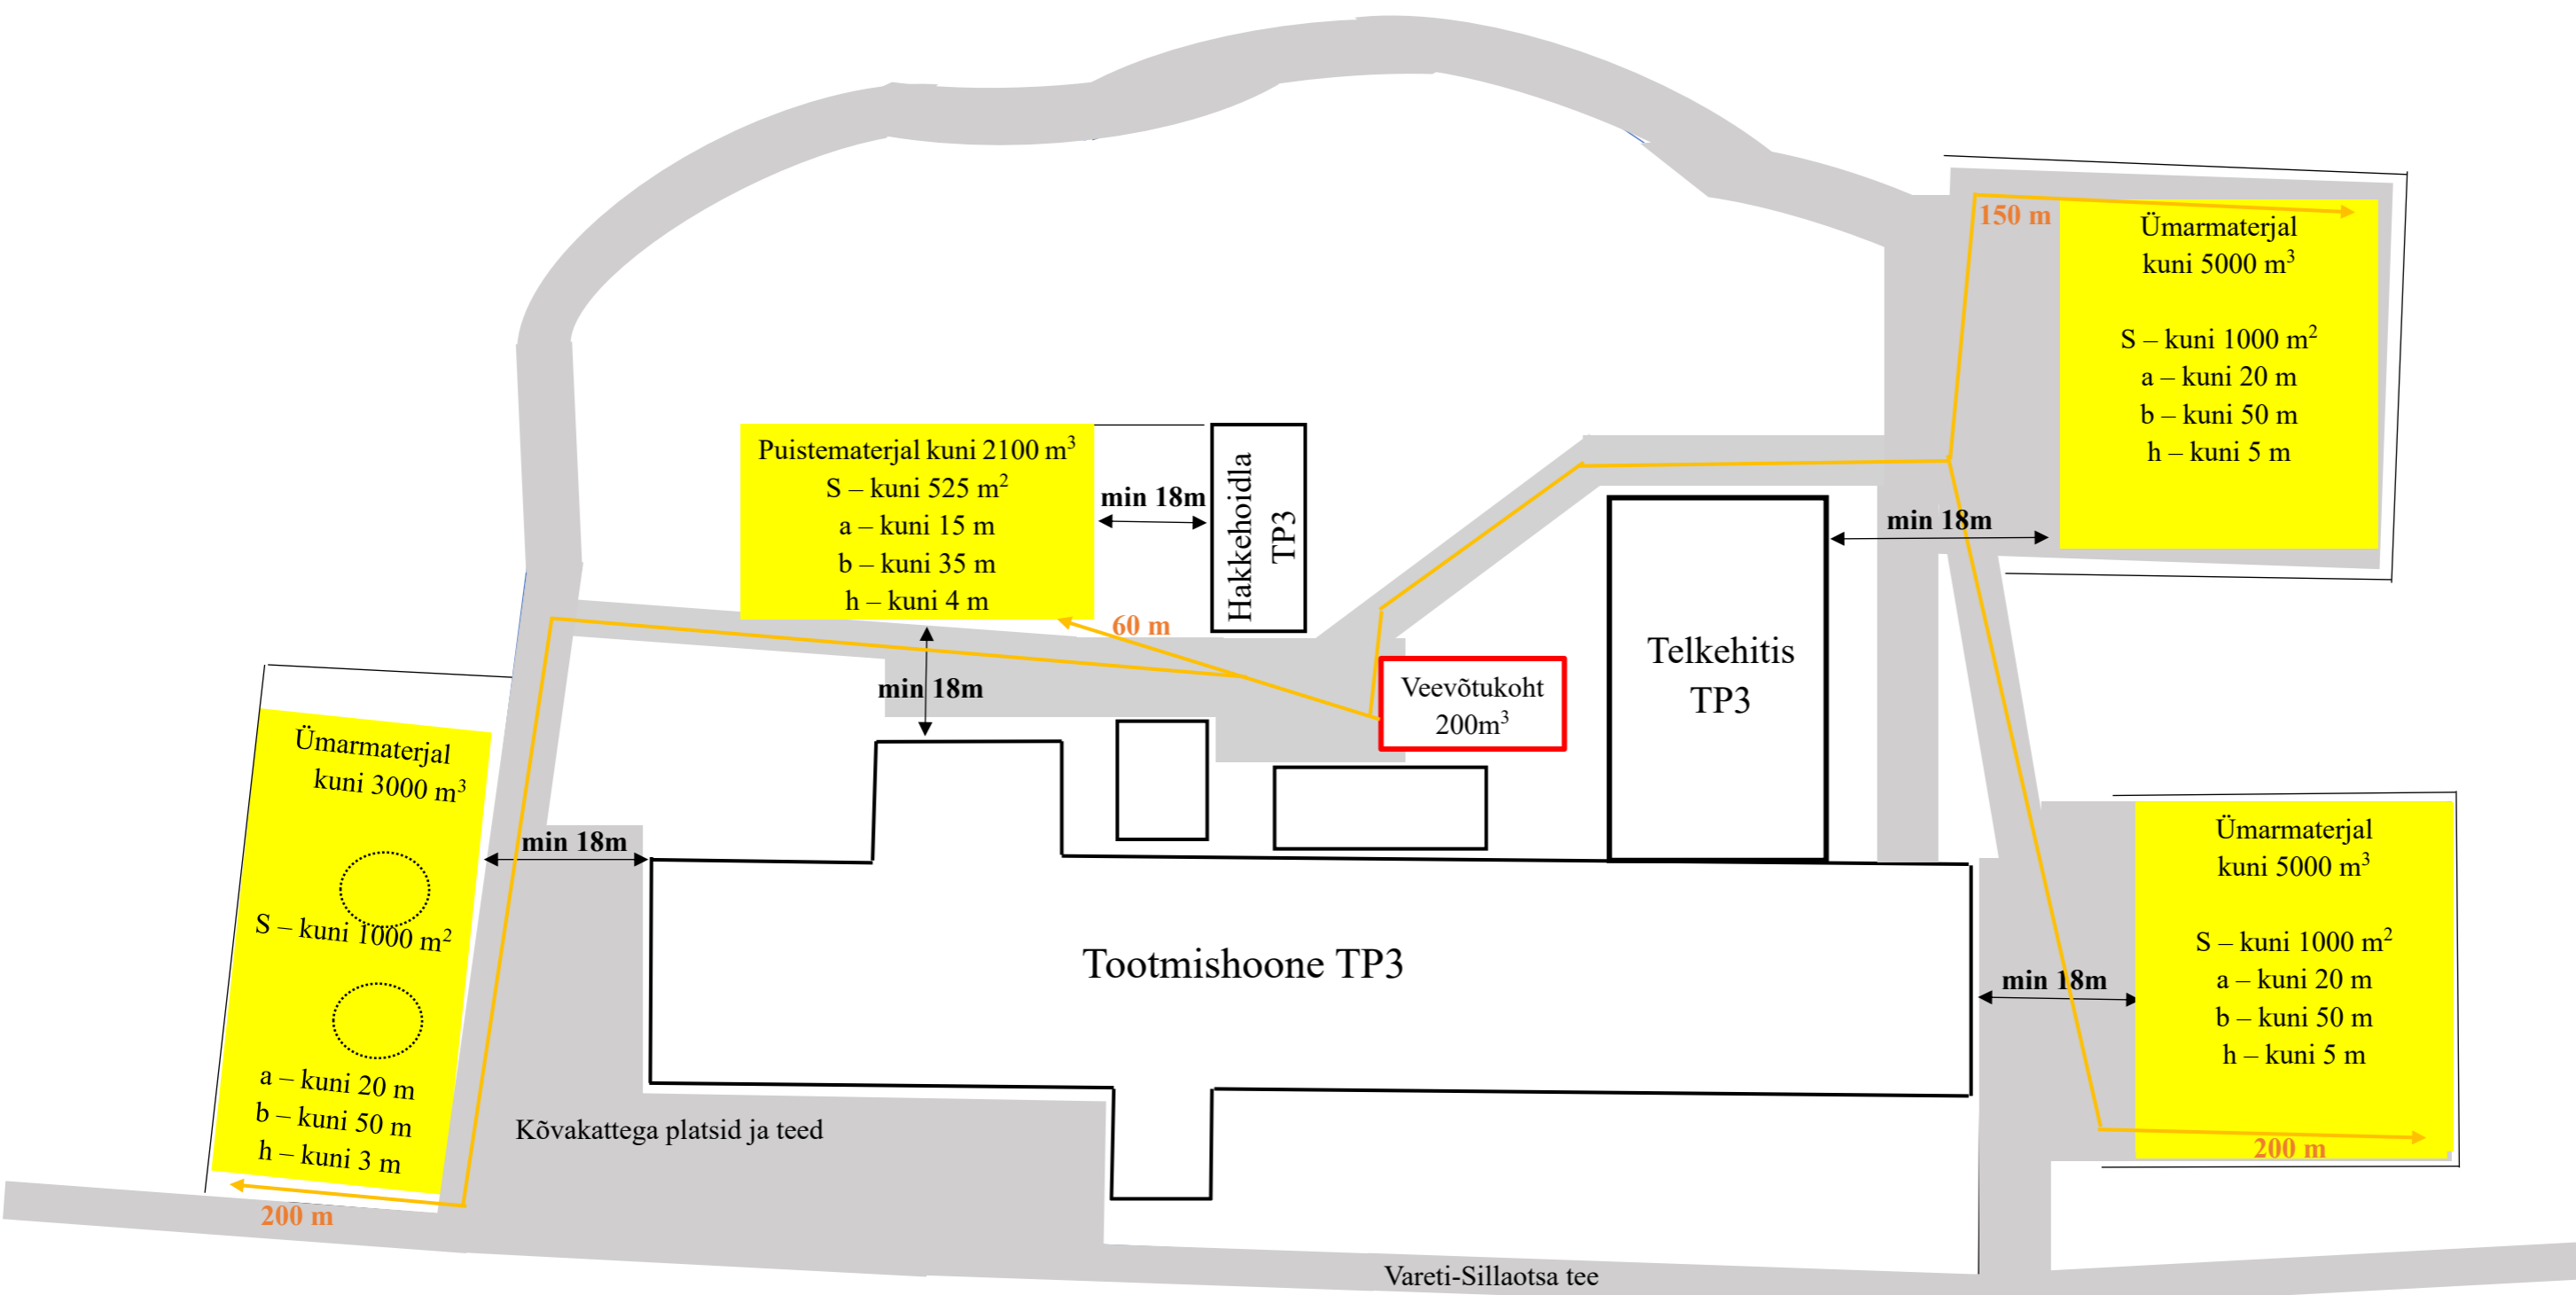 150 m
Ümarmaterjal
kuni 5000 m³
S – kuni 1000 m²
a – kuni 20 m
b – kuni 50 m
h – kuni 5 m
Puistematerjal kuni 2100 m³
S – kuni 525 m²
a – kuni 15 m
b – kuni 35 m
h – kuni 4 m
min 18m
Hakkehoidla
TP3
min 18m
60 m
min 18m
Veevõtukoht
200m³
Telkehitis
TP3
Ümarmaterjal
kuni 3000 m³
S – kuni 1000 m²
a – kuni 20 m
b – kuni 50 m
h – kuni 3 m
min 18m
200 m
Tootmishoone TP3
min 18m
Ümarmaterjal
kuni 5000 m³
S – kuni 1000 m²
a – kuni 20 m
b – kuni 50 m
h – kuni 5 m
200 m
Kõvakattega platsid ja teed
Vareti-Sillaotsa tee